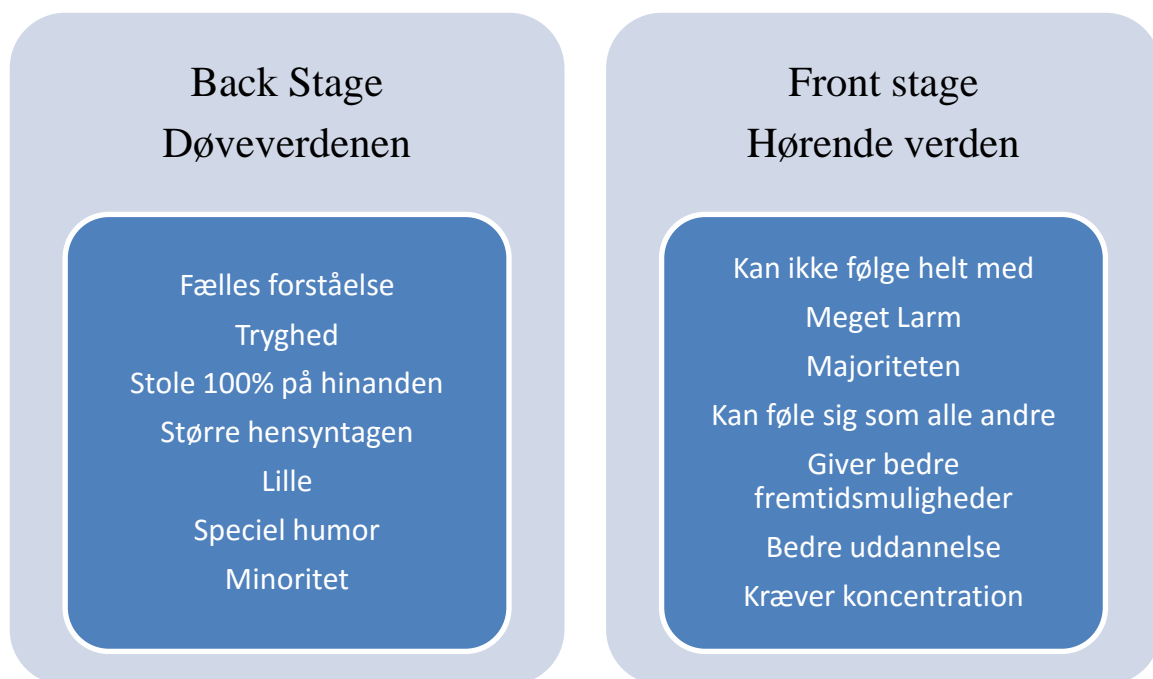 Back Stage
Døveverdenen
Fælles forståelse
Tryghed
Stole 100% på hinanden
Større hensyntagen
Lille
Speciel humor
Minoritet
Front stage
Hørende verden
Kan ikke følge helt med
Meget Larm
Majoriteten
Kan føle sig som alle andre
Giver bedre
fremtidsmuligheder
Bedre uddannelse
Kræver koncentration